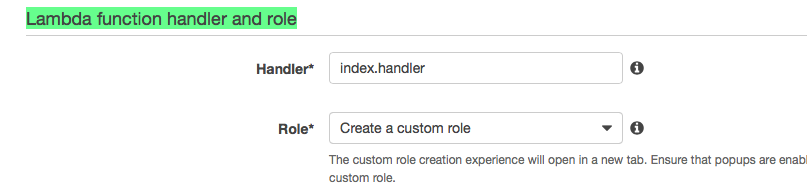 Lambda function handler and role
Handler* index.handler
Role* Create a custom role
The custom role creation experience will open in a new tab. Ensure that popups are
custom role.